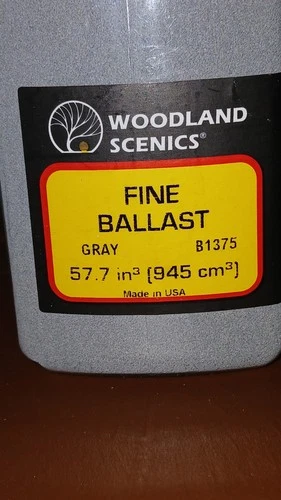 WOODLAND
SCENICS®
FINE
BALLAST
GRAY B1375
57.7 in³ (945 cm³)
Made in USA